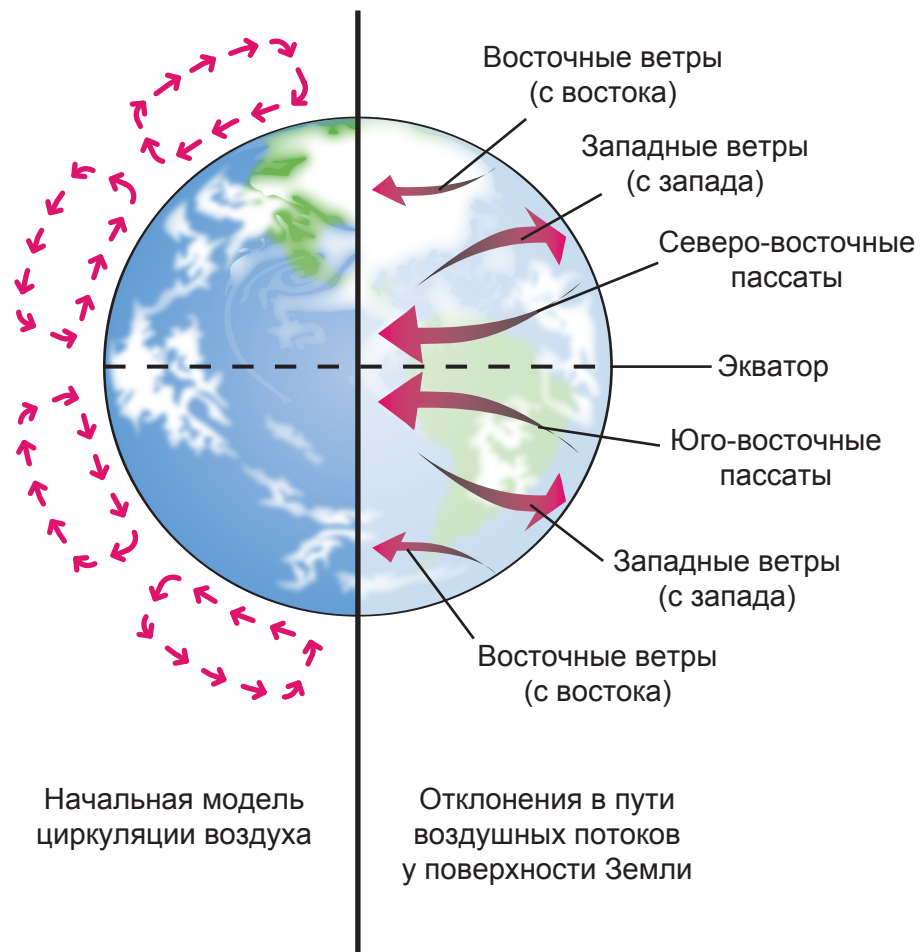 Восточные ветры
(с востока)
Западные ветры
(с запада)
Северо-восточные
пассаты
Экватор
Юго-восточные
пассаты
Западные ветры
(с запада)
Восточные ветры
(с востока)
Начальная модель
циркуляции воздуха
Отклонения в пути
воздушных потоков
у поверхности Земли